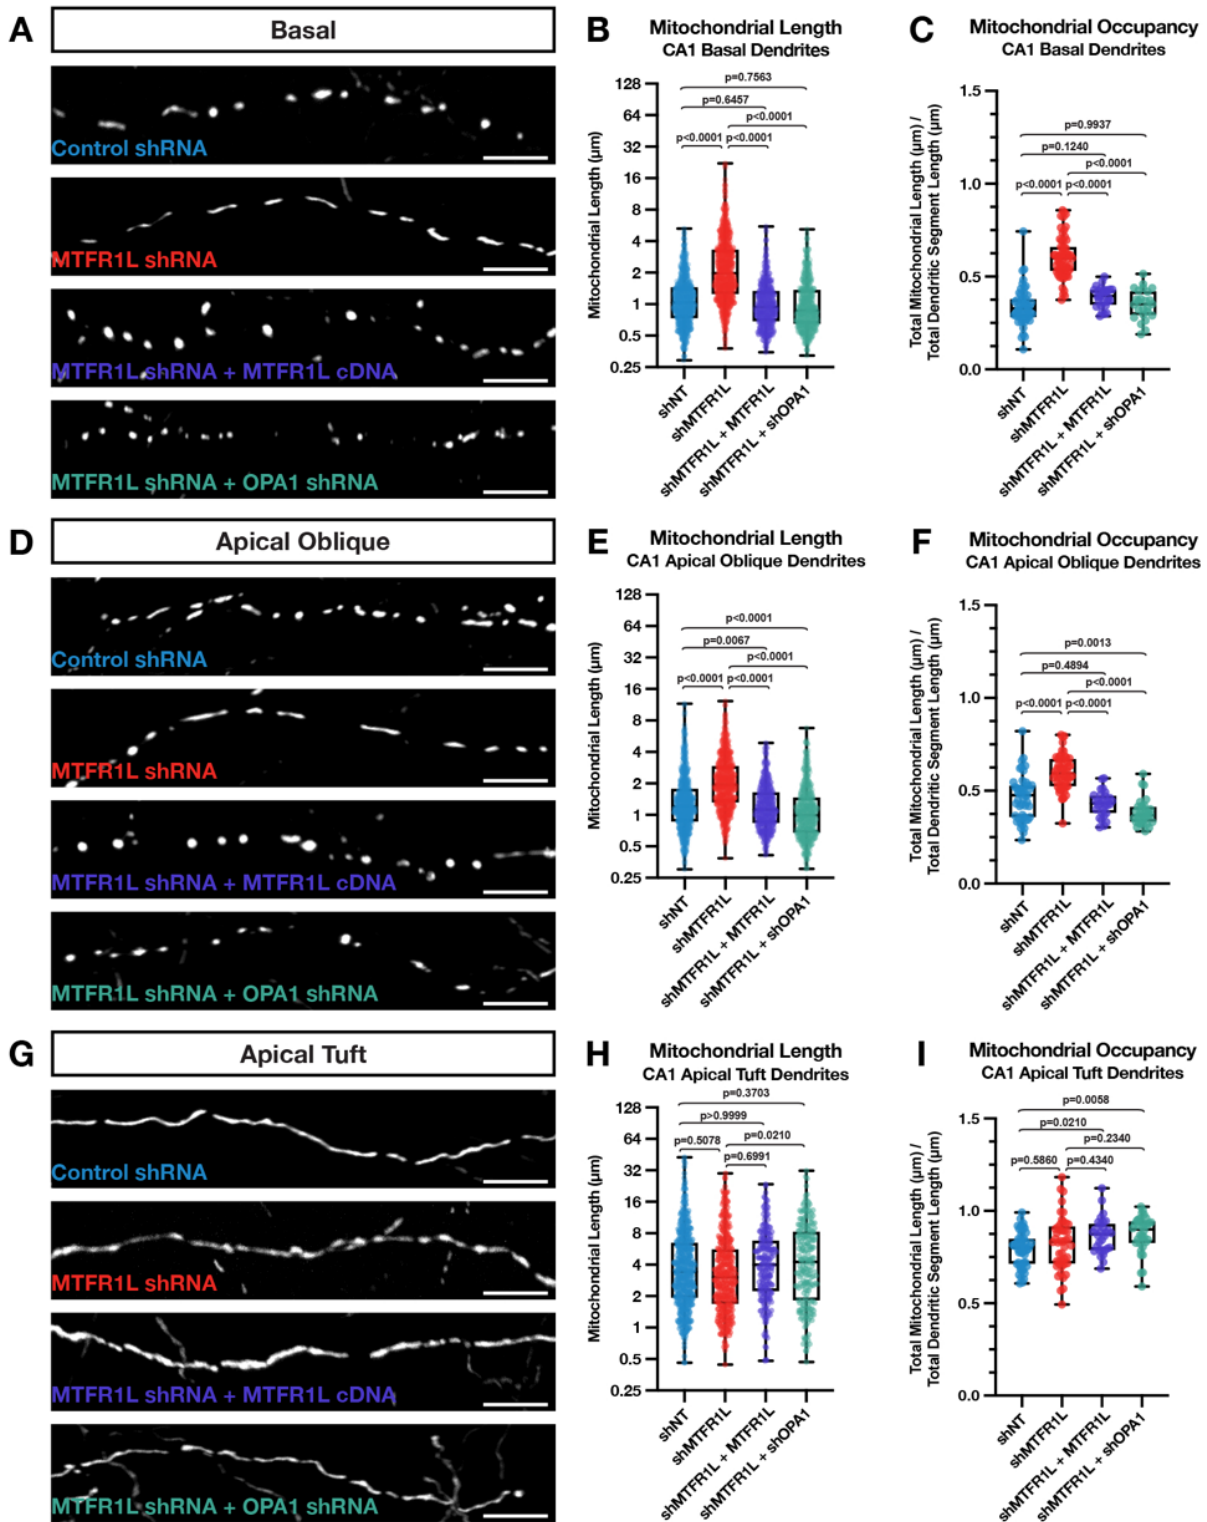 A
Basal
Control shRNA
MTFR1L shRNA
MTFR1L shRNA + MTFR1L cDNA
MTFR1L shRNA + OPA1 shRNA
B
Mitochondrial Length
CA1 Basal Dendrites
Mitochondrial Length (µm)
128
64
32
16
8
4
2
1
0.5
0.25
p=0.7563
p=0.6457
p<0.0001
p<0.0001 p<0.0001
shNT
shMTFR1L
shMTFR1L + MTFR1L
shMTFR1L + shOPA1
C
Mitochondrial Occupancy
CA1 Basal Dendrites
Total Mitochondrial Length (µm) /
Total Dendritic Segment Length (µm)
1.5
1.0
0.5
0.0
p=0.9937
p=0.1240
p<0.0001
p<0.0001 p<0.0001
shNT
shMTFR1L
shMTFR1L + MTFR1L
shMTFR1L + shOPA1
D
Apical Oblique
Control shRNA
MTFR1L shRNA
MTFR1L shRNA + MTFR1L cDNA
MTFR1L shRNA + OPA1 shRNA
E
Mitochondrial Length
CA1 Apical Oblique Dendrites
Mitochondrial Length (µm)
128
64
32
16
8
4
2
1
0.5
0.25
p<0.0001
p=0.0067
p<0.0001
p<0.0001 p<0.0001
shNT
shMTFR1L
shMTFR1L + MTFR1L
shMTFR1L + shOPA1
F
Mitochondrial Occupancy
CA1 Apical Oblique Dendrites
Total Mitochondrial Length (µm) /
Total Dendritic Segment Length (µm)
1.5
1.0
0.5
0.0
p=0.0013
p=0.4894
p<0.0001
p<0.0001 p<0.0001
shNT
shMTFR1L
shMTFR1L + MTFR1L
shMTFR1L + shOPA1
G
Apical Tuft
Control shRNA
MTFR1L shRNA
MTFR1L shRNA + MTFR1L cDNA
MTFR1L shRNA + OPA1 shRNA
H
Mitochondrial Length
CA1 Apical Tuft Dendrites
Mitochondrial Length (µm)
128
64
32
16
8
4
2
1
0.5
0.25
p=0.3703
p>0.9999
p=0.5078 p=0.0210
p=0.6991
shNT
shMTFR1L
shMTFR1L + MTFR1L
shMTFR1L + shOPA1
I
Mitochondrial Occupancy
CA1 Apical Tuft Dendrites
Total Mitochondrial Length (µm) /
Total Dendritic Segment Length (µm)
1.5
1.0
0.5
0.0
p=0.0058
p=0.0210
p=0.2340
p=0.5860 p=0.4340
shNT
shMTFR1L
shMTFR1L + MTFR1L
shMTFR1L + shOPA1